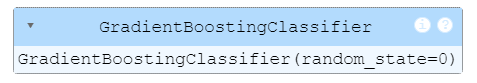 ▾ GradientBoostingClassifier i ?
GradientBoostingClassifier(random_state=0)